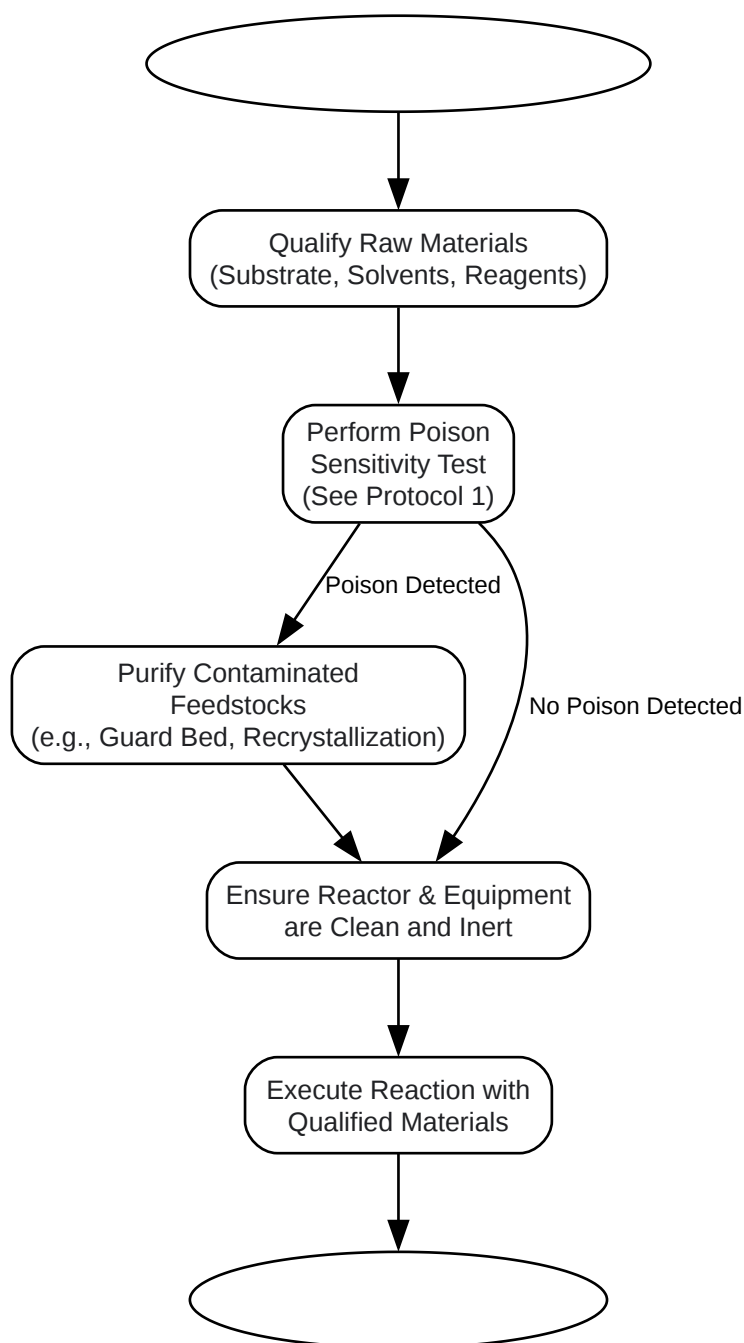 Qualify Raw Materials
(Substrate, Solvents, Reagents)
Perform Poison
Sensitivity Test
(See Protocol 1)
Poison Detected
Purify Contaminated
Feedstocks
(e.g., Guard Bed, Recrystallization)
No Poison Detected
Ensure Reactor & Equipment
are Clean and Inert
Execute Reaction with
Qualified Materials